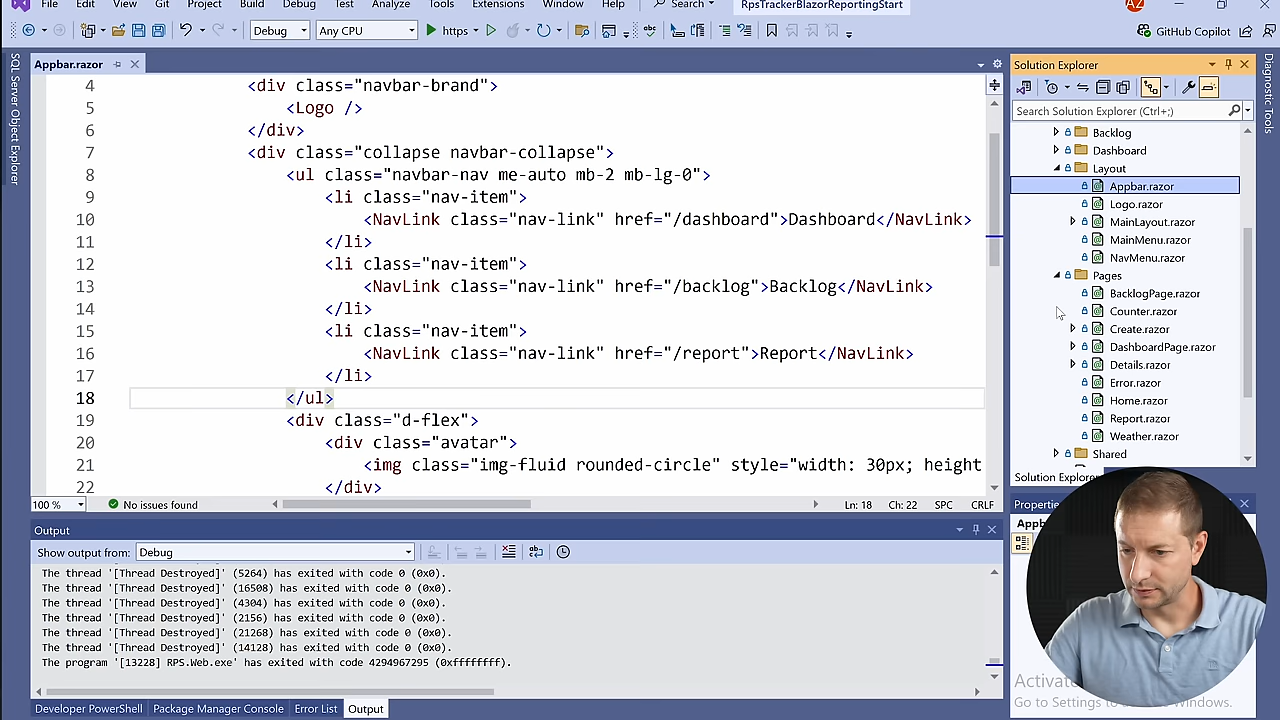 File Edit View Git Project Build Debug Test Analyze Tools Extensions Window Help Search RpsTrackerBlazorReportingStart AZ
Debug Any CPU https GitHub Copilot
SQL Server Object Explorer
Diagnostic Tools
Appbar.razor
4 <div class="navbar-brand">
5 <Logo />
6 </div>
7 <div class="collapse navbar-collapse">
8 <ul class="navbar-nav me-auto mb-2 mb-lg-0">
9 <li class="nav-item">
10 <NavLink class="nav-link" href="/dashboard">Dashboard</NavLink>
11 </li>
12 <li class="nav-item">
13 <NavLink class="nav-link" href="/backlog">Backlog</NavLink>
14 </li>
15 <li class="nav-item">
16 <NavLink class="nav-link" href="/report">Report</NavLink>
17 </li>
18 </ul>
19 <div class="d-flex">
20 <div class="avatar">
21 <img class="img-fluid rounded-circle" style="width: 30px; height
22 </div>
100 % No issues found Ln: 18 Ch: 22 SPC CRLF
Output
Show output from: Debug
The thread '[Thread Destroyed]' (5264) has exited with code 0 (0x0).
The thread '[Thread Destroyed]' (16508) has exited with code 0 (0x0).
The thread '[Thread Destroyed]' (4304) has exited with code 0 (0x0).
The thread '[Thread Destroyed]' (2156) has exited with code 0 (0x0).
The thread '[Thread Destroyed]' (21268) has exited with code 0 (0x0).
The thread '[Thread Destroyed]' (14128) has exited with code 0 (0x0).
The program '[13228] RPS.Web.exe' has exited with code 4294967295 (0xffffffff).
Developer PowerShell Package Manager Console Error List Output
Solution Explorer
Search Solution Explorer (Ctrl+;)
Backlog
Dashboard
Layout
Appbar.razor
Logo.razor
MainLayout.razor
MainMenu.razor
NavMenu.razor
Pages
BacklogPage.razor
Counter.razor
Create.razor
DashboardPage.razor
Details.razor
Error.razor
Home.razor
Report.razor
Weather.razor
Shared
Solution Explorer
Properties
Appb
Activate
Go to Settings to Windows.